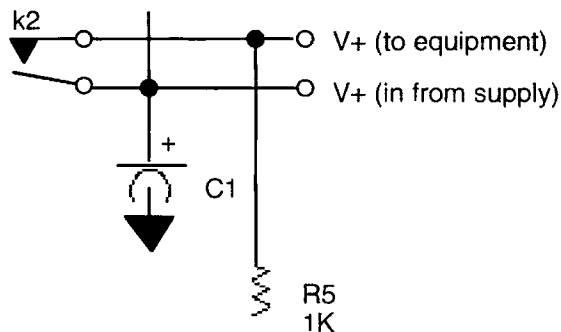 k2
V+ (to equipment)
V+ (in from supply)
+
C1
R5
1K